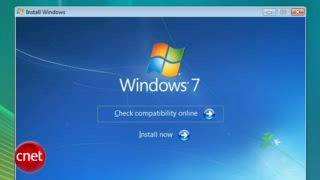 Install Windows
Windows 7
Check compatibility online
Install now
cnet